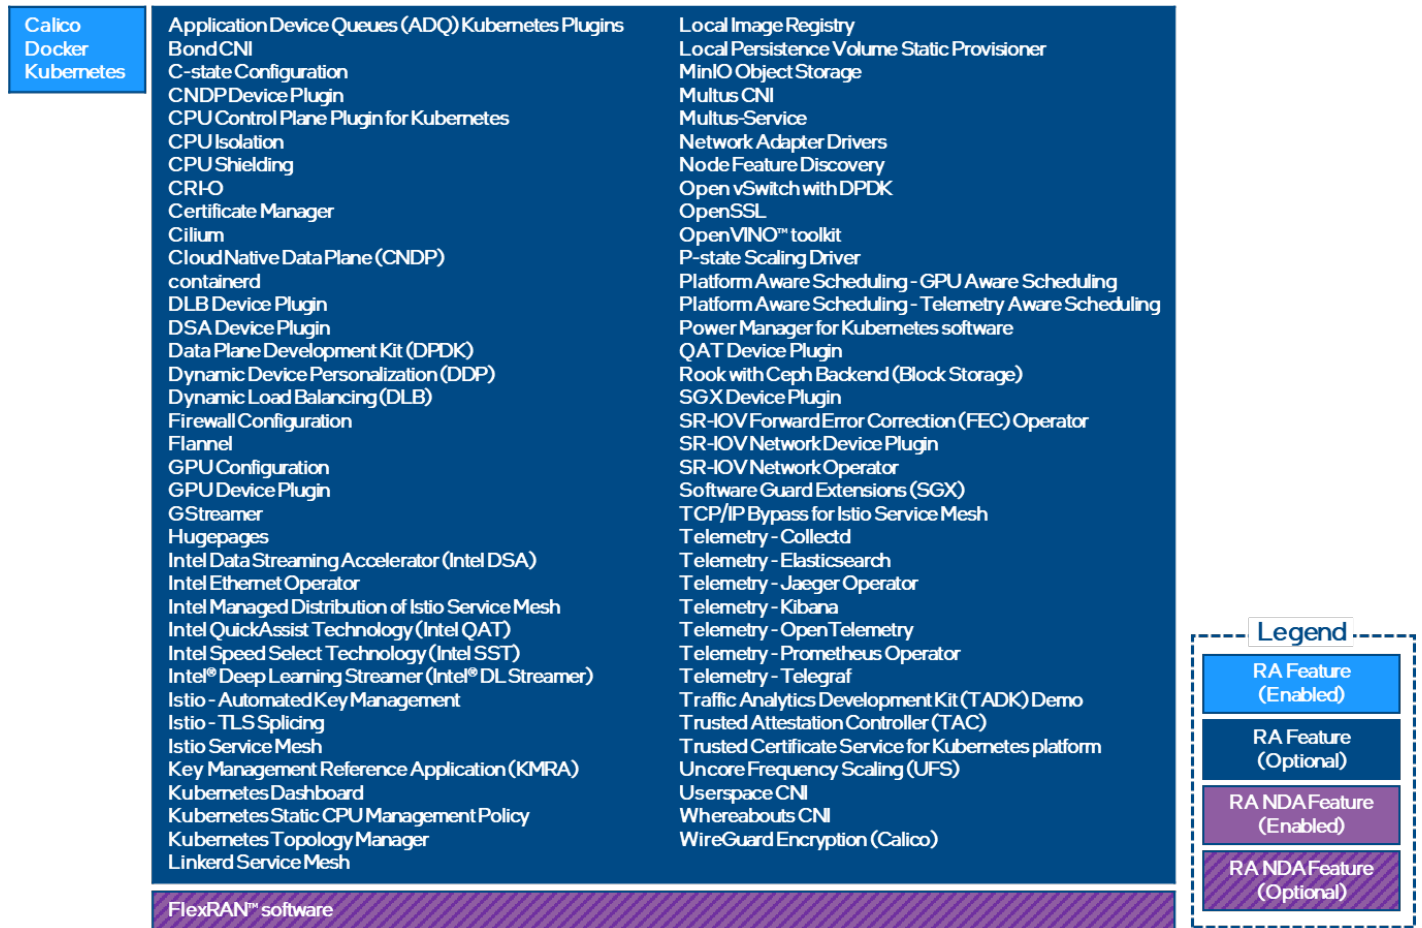 Calico
Docker
Kubernetes
Application Device Queues (ADQ) Kubernetes Plugins
Bond CNI
C-state Configuration
CNDP Device Plugin
CPU Control Plane Plugin for Kubernetes
CPU Isolation
CPU Shielding
CRI-O
Certificate Manager
Cilium
Cloud Native Data Plane (CNDP)
containerd
DLB Device Plugin
DSA Device Plugin
Data Plane Development Kit (DPDK)
Dynamic Device Personalization (DDP)
Dynamic Load Balancing (DLB)
Firewall Configuration
Flannel
GPU Configuration
GPU Device Plugin
GStreamer
Hugepages
Intel Data Streaming Accelerator (Intel DSA)
Intel Ethernet Operator
Intel Managed Distribution of Istio Service Mesh
Intel QuickAssist Technology (Intel QAT)
Intel Speed Select Technology (Intel SST)
Intel® Deep Learning Streamer (Intel® DL Streamer)
Istio - Automated Key Management
Istio - TLS Splicing
Istio Service Mesh
Key Management Reference Application (KMRA)
Kubernetes Dashboard
Kubernetes Static CPU Management Policy
Kubernetes Topology Manager
Linkerd Service Mesh
Local Image Registry
Local Persistence Volume Static Provisioner
MinIO Object Storage
Multus CNI
Multus-Service
Network Adapter Drivers
Node Feature Discovery
Open vSwitch with DPDK
OpenSSL
OpenVINO™ toolkit
P-state Scaling Driver
Platform Aware Scheduling - GPU Aware Scheduling
Platform Aware Scheduling - Telemetry Aware Scheduling
Power Manager for Kubernetes software
QAT Device Plugin
Rook with Ceph Backend (Block Storage)
SGX Device Plugin
SR-IOV Forward Error Correction (FEC) Operator
SR-IOV Network Device Plugin
SR-IOV Network Operator
Software Guard Extensions (SGX)
TCP/IP Bypass for Istio Service Mesh
Telemetry - Collectd
Telemetry - Elasticsearch
Telemetry - Jaeger Operator
Telemetry - Kibana
Telemetry - OpenTelemetry
Telemetry - Prometheus Operator
Telemetry - Telegraf
Traffic Analytics Development Kit (TADK) Demo
Trusted Attestation Controller (TAC)
Trusted Certificate Service for Kubernetes platform
Uncore Frequency Scaling (UFS)
Userspace CNI
Whereabouts CNI
WireGuard Encryption (Calico)
FlexRAN™ software
Legend
RA Feature
(Enabled)
RA Feature
(Optional)
RA NDA Feature
(Enabled)
RA NDA Feature
(Optional)